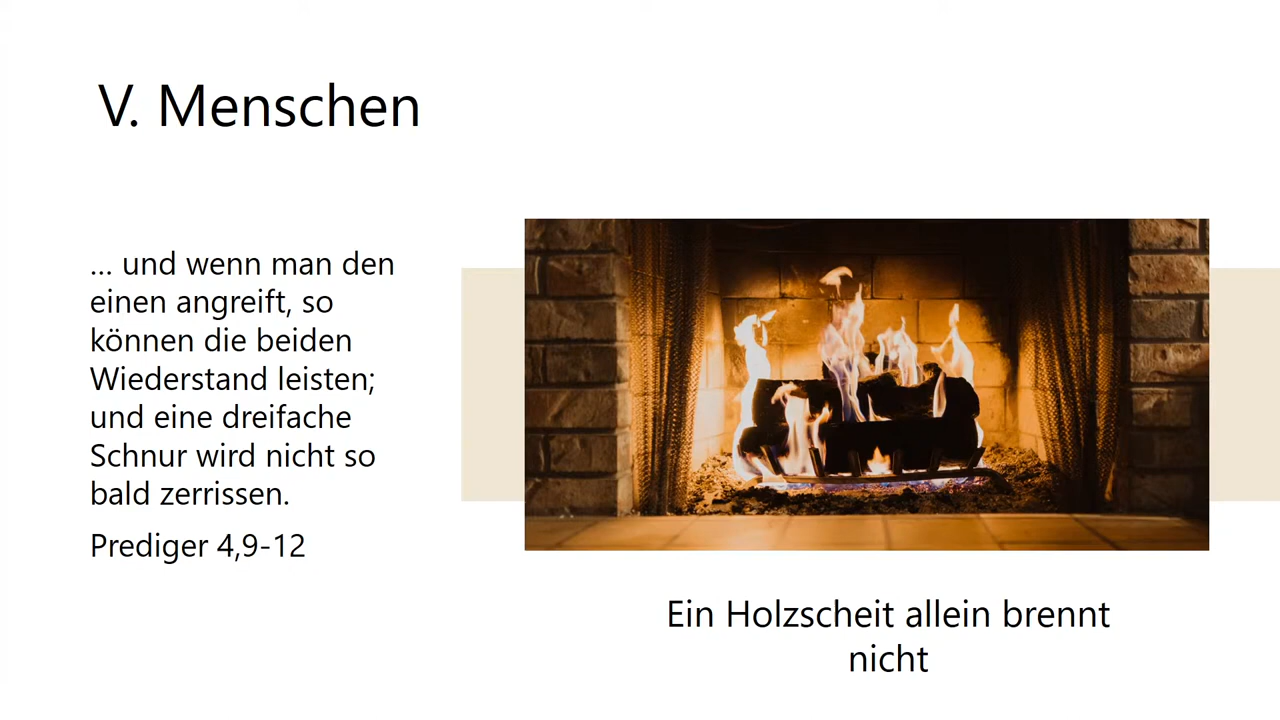 V. Menschen
... und wenn man den
einen angreift, so
können die beiden
Wiederstand leisten;
und eine dreifache
Schnur wird nicht so
bald zerrissen.
Prediger 4,9-12
Ein Holzscheit allein brennt
nicht